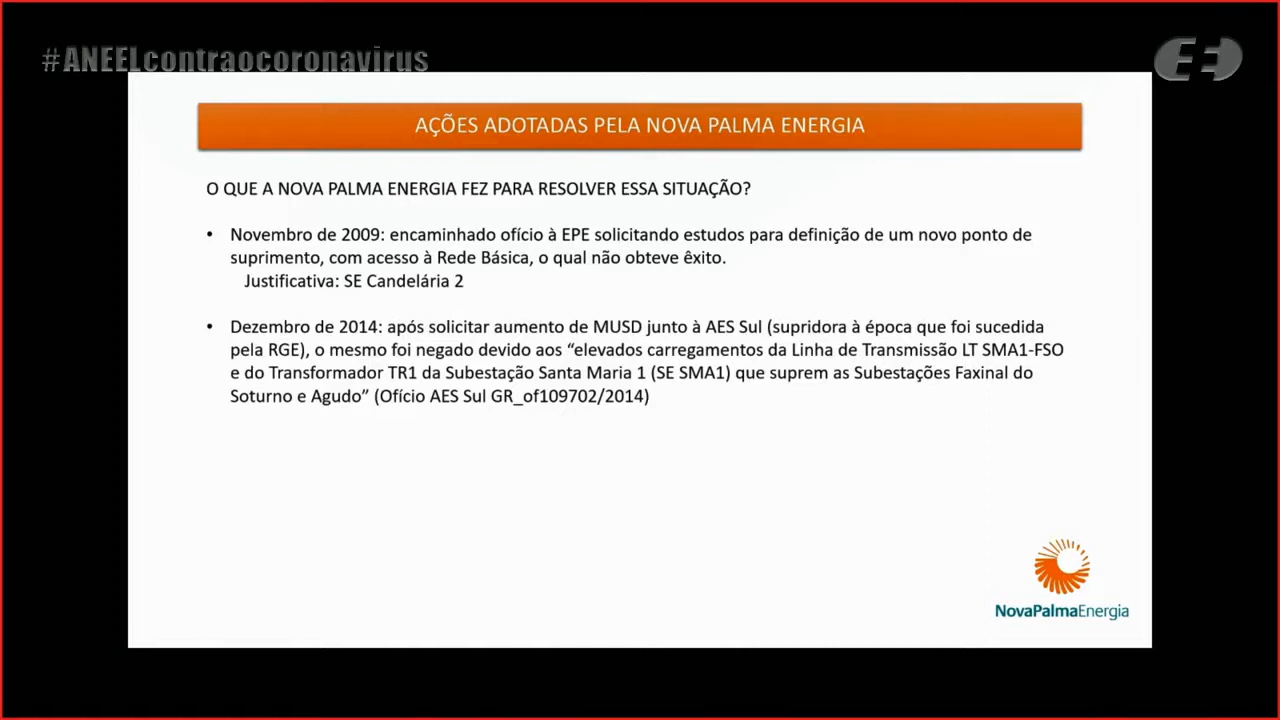 #ANEELcontraocoronavirus
AÇÕES ADOTADAS PELA NOVA PALMA ENERGIA
O QUE A NOVA PALMA ENERGIA FEZ PARA RESOLVER ESSA SITUAÇÃO?
• Novembro de 2009: encaminhado ofício à EPE solicitando estudos para definição de um novo ponto de
suprimento, com acesso à Rede Básica, o qual não obteve êxito.
Justificativa: SE Candelária 2
• Dezembro de 2014: após solicitar aumento de MUSD junto à AES Sul (supridora à época que foi sucedida
pela RGE), o mesmo foi negado devido aos “elevados carregamentos da Linha de Transmissão LT SMA1-FSO
e do Transformador TR1 da Subestação Santa Maria 1 (SE SMA1) que suprem as Subestações Faxinal do
Soturno e Agudo” (Ofício AES Sul GR_of109702/2014)
NovaPalmaEnergia